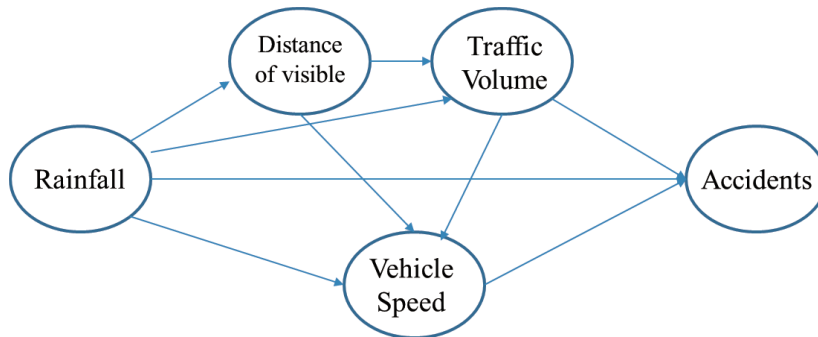 Distance
of visible
Traffic
Volume
Rainfall
Accidents
Vehicle
Speed